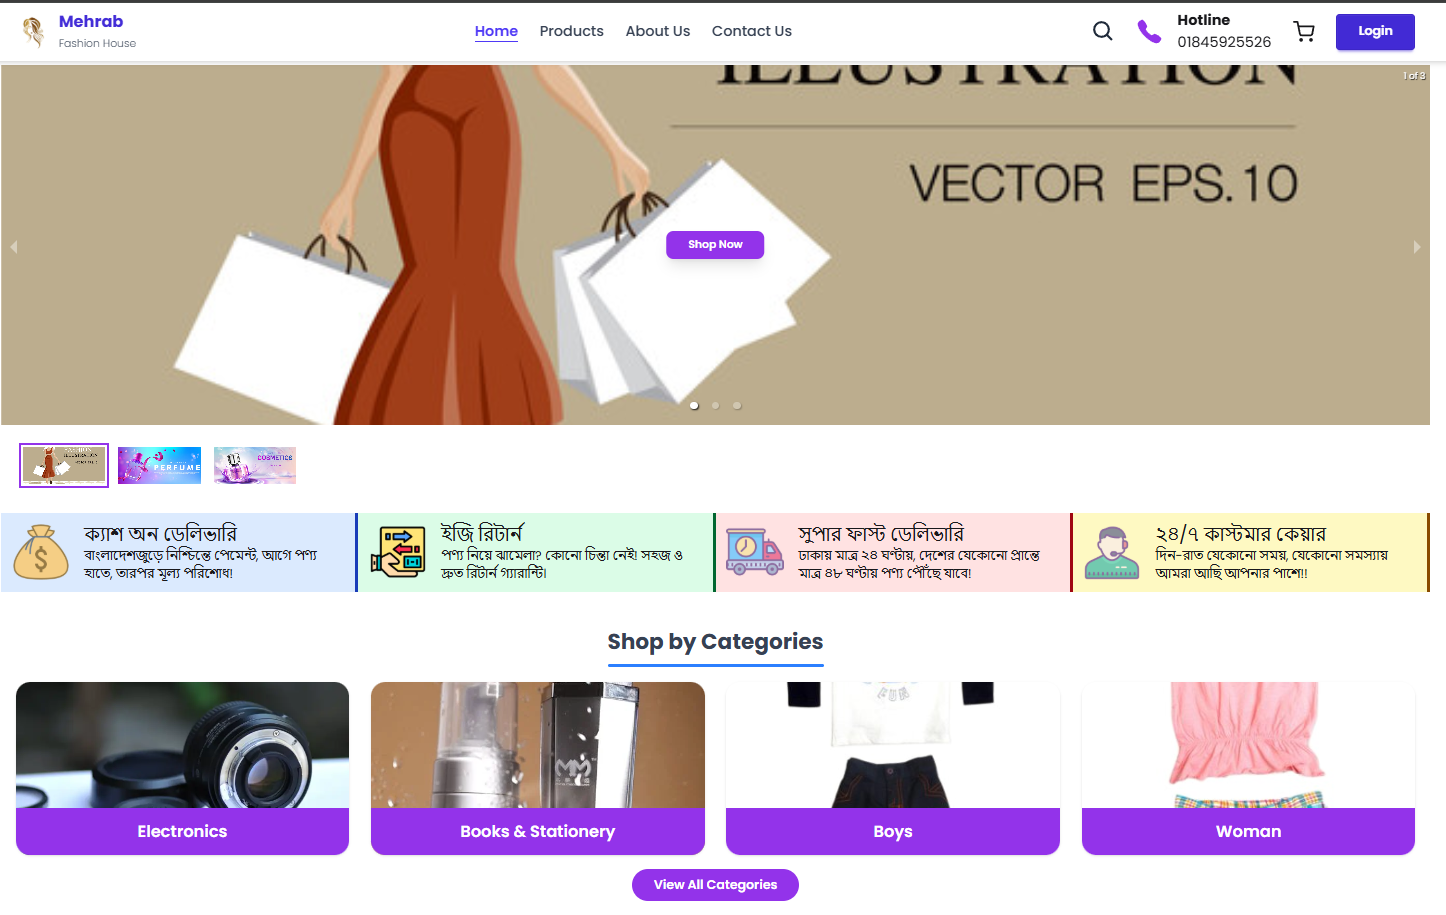 Mehrab
Fashion House
Home
Products
About Us
Contact Us
Hotline
01845925526
Login
ILLUSTRATION
1 of 3
VECTOR EPS.10
Shop Now
PERFUME
COSMETICS
ক্যাশ অন ডেলিভারি
বাংলাদেশজুড়ে নিশ্চিন্তে পেমেন্ট, আগে পণ্য
হাতে, তারপর মূল্য পরিশোধ!
ইজি রিটার্ন
পণ্য নিয়ে ঝামেলা? কোনো চিন্তা নেই! সহজ ও
দ্রুত রিটার্ন গ্যারান্টি।
সুপার ফাস্ট ডেলিভারি
ঢাকায় মাত্র ২৪ ঘণ্টায়, দেশের যেকোনো প্রান্তে
মাত্র ৪৮ ঘণ্টায় পণ্য পৌঁছে যাবে!
২৪/৭ কাস্টমার কেয়ার
দিন-রাত যেকোনো সময়, যেকোনো সমস্যায়
আমরা আছি আপনার পাশে!!
Shop by Categories
Electronics
Books & Stationery
Boys
Woman
View All Categories